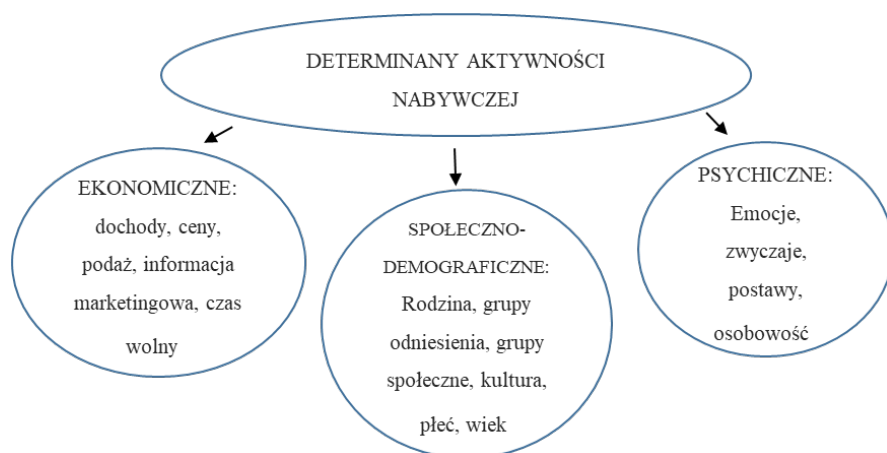 DETERMINANY AKTYWNOŚCI
NABYWCZEJ
EKONOMICZNE:
dochody, ceny,
podaż, informacja
marketingowa, czas
wolny
SPOŁECZNO-
DEMOGRAFICZNE:
Rodzina, grupy
odniesienia, grupy
społeczne, kultura,
płeć, wiek
PSYCHICZNE:
Emocje,
zwyczaje,
postawy,
osobowość